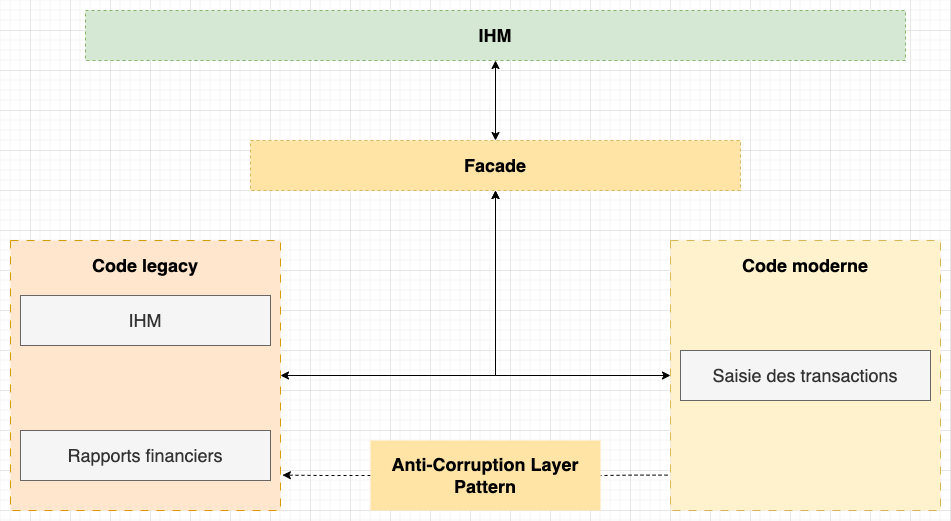 IHM
Facade
Code legacy
IHM
Rapports financiers
Code moderne
Saisie des transactions
Anti-Corruption Layer
Pattern